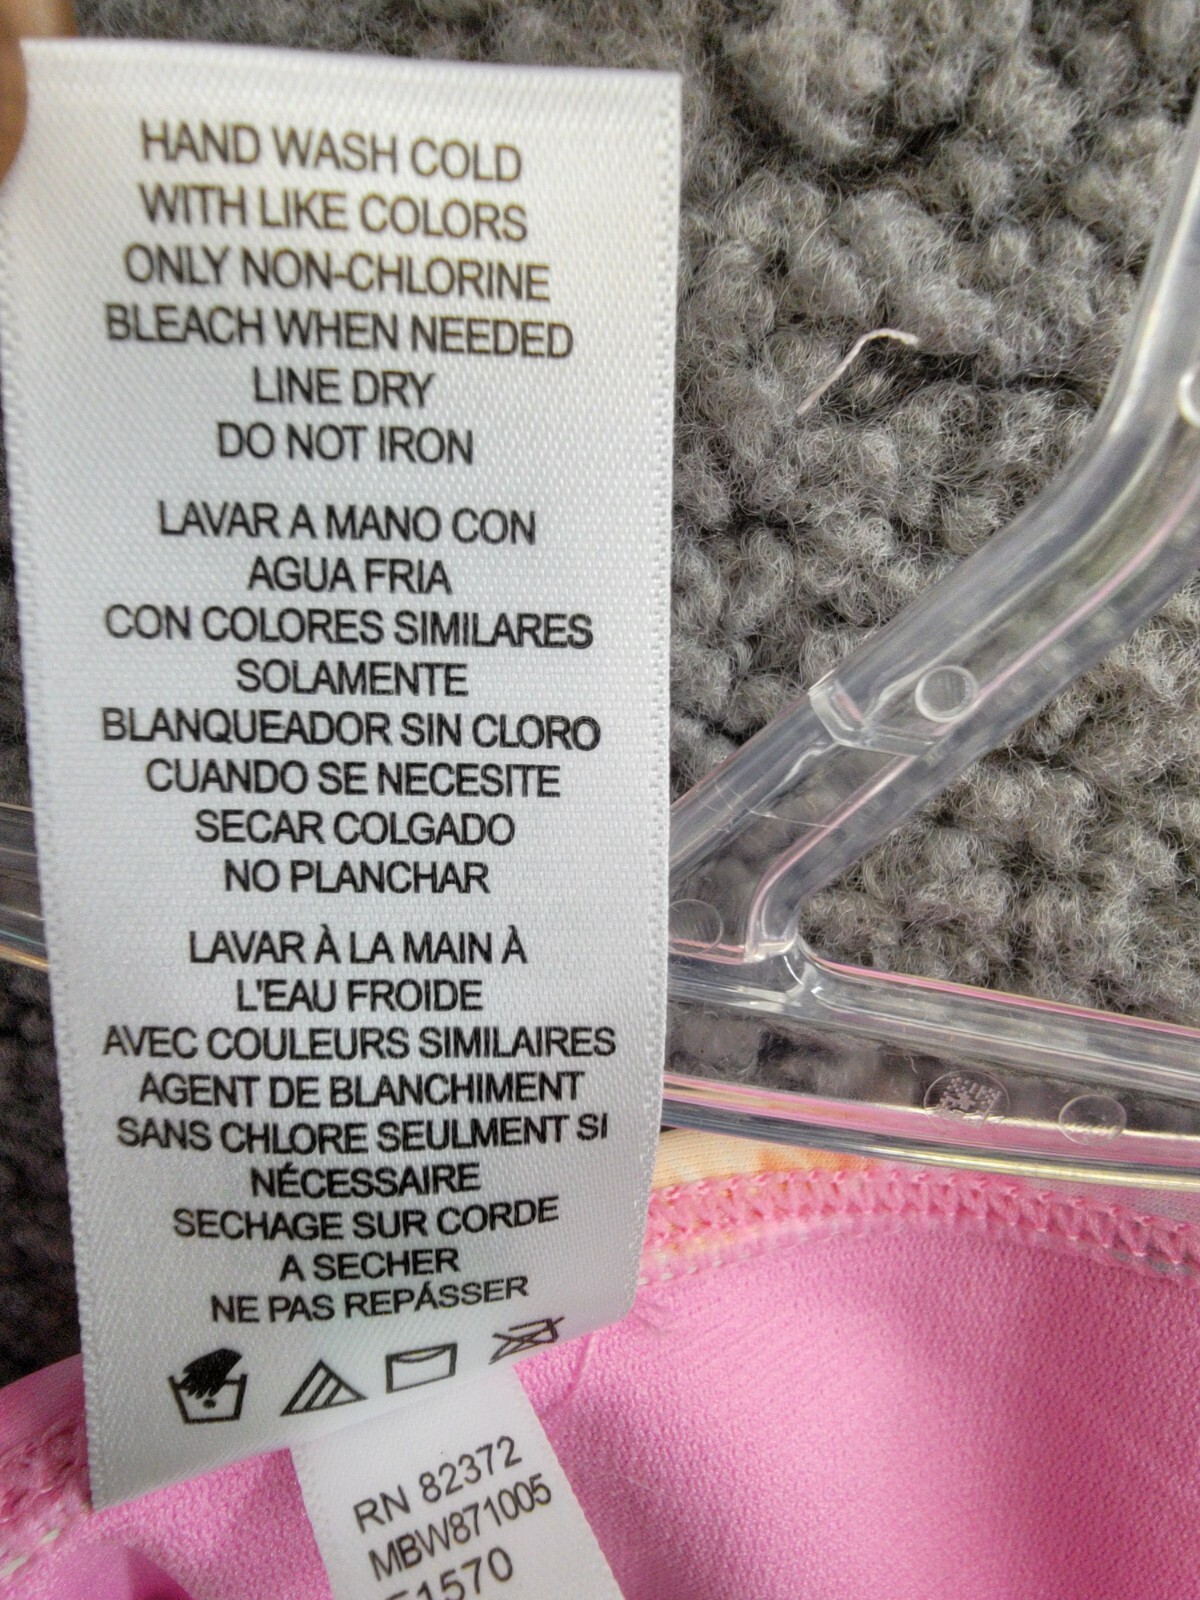 HAND WASH COLD
WITH LIKE COLORS
ONLY NON-CHLORINE
BLEACH WHEN NEEDED
LINE DRY
DO NOT IRON
LAVAR A MANO CON
AGUA FRIA
CON COLORES SIMILARES
SOLAMENTE
BLANQUEADOR SIN CLORO
CUANDO SE NECESITE
SECAR COLGADO
NO PLANCHAR
LAVAR À LA MAIN À
L'EAU FROIDE
AVEC COULEURS SIMILAIRES
AGENT DE BLANCHIMENT
SANS CHLORE SEULMENT SI
NÉCESSAIRE
SECHAGE SUR CORDE
A SECHER
NE PAS REPÁSSER
RN 82372
MBW871005